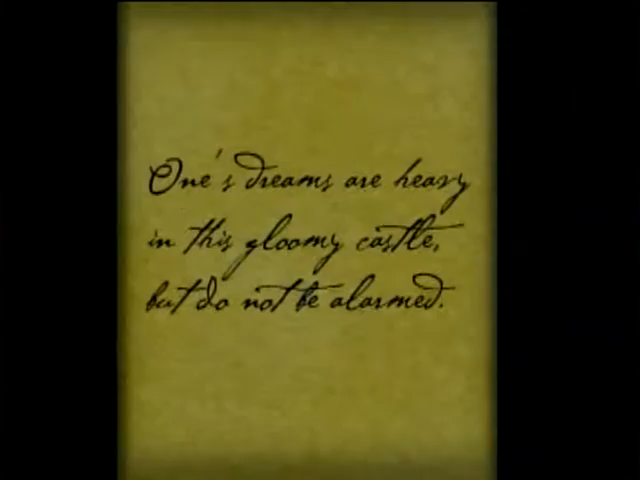 One's dreams are heavy
in this gloomy castle,
but do not be alarmed.